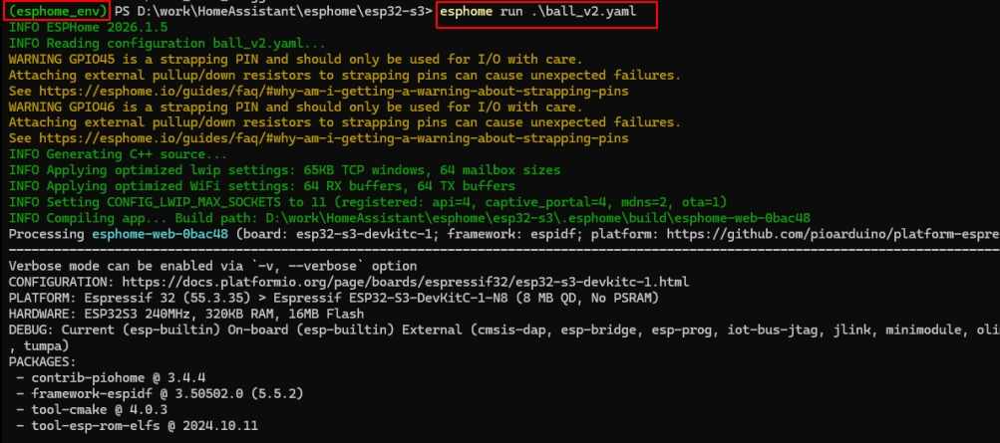 (esphome_env) PS D:\work\HomeAssistant\esphome\esp32-s3> esphome run .\ball_v2.yaml
INFO ESPHome 2026.1.5
INFO Reading configuration ball_v2.yaml...
WARNING GPIO45 is a strapping PIN and should only be used for I/O with care.
Attaching external pullup/down resistors to strapping pins can cause unexpected failures.
See https://esphome.io/guides/faq/#why-am-i-getting-a-warning-about-strapping-pins
WARNING GPIO46 is a strapping PIN and should only be used for I/O with care.
Attaching external pullup/down resistors to strapping pins can cause unexpected failures.
See https://esphome.io/guides/faq/#why-am-i-getting-a-warning-about-strapping-pins
INFO Generating C++ source...
INFO Applying optimized lwip settings: 65KB TCP windows, 64 mailbox sizes
INFO Applying optimized WiFi settings: 64 RX buffers, 64 TX buffers
INFO Setting CONFIG_LWIP_MAX_SOCKETS to 11 (registered: api=4, captive_portal=4, mdns=2, ota=1)
INFO Compiling app... Build path: D:\work\HomeAssistant\esphome\esp32-s3\.esphome\build\esphome-web-0bac48
Processing esphome-web-0bac48 (board: esp32-s3-devkitc-1; framework: espidf; platform: https://github.com/pioarduino/platform-espre
Verbose mode can be enabled via `-v, --verbose` option
CONFIGURATION: https://docs.platformio.org/page/boards/espressif32/esp32-s3-devkitc-1.html
PLATFORM: Espressif 32 (55.3.35) > Espressif ESP32-S3-DevKitC-1-N8 (8 MB QD, No PSRAM)
HARDWARE: ESP32S3 240MHz, 320KB RAM, 16MB Flash
DEBUG: Current (esp-builtin) On-board (esp-builtin) External (cmsis-dap, esp-bridge, esp-prog, iot-bus-jtag, jlink, minimodule, oli
, tumpa)
PACKAGES:
- contrib-piohome @ 3.4.4
- framework-espidf @ 3.50502.0 (5.5.2)
- tool-cmake @ 4.0.3
- tool-esp-rom-elfs @ 2024.10.11